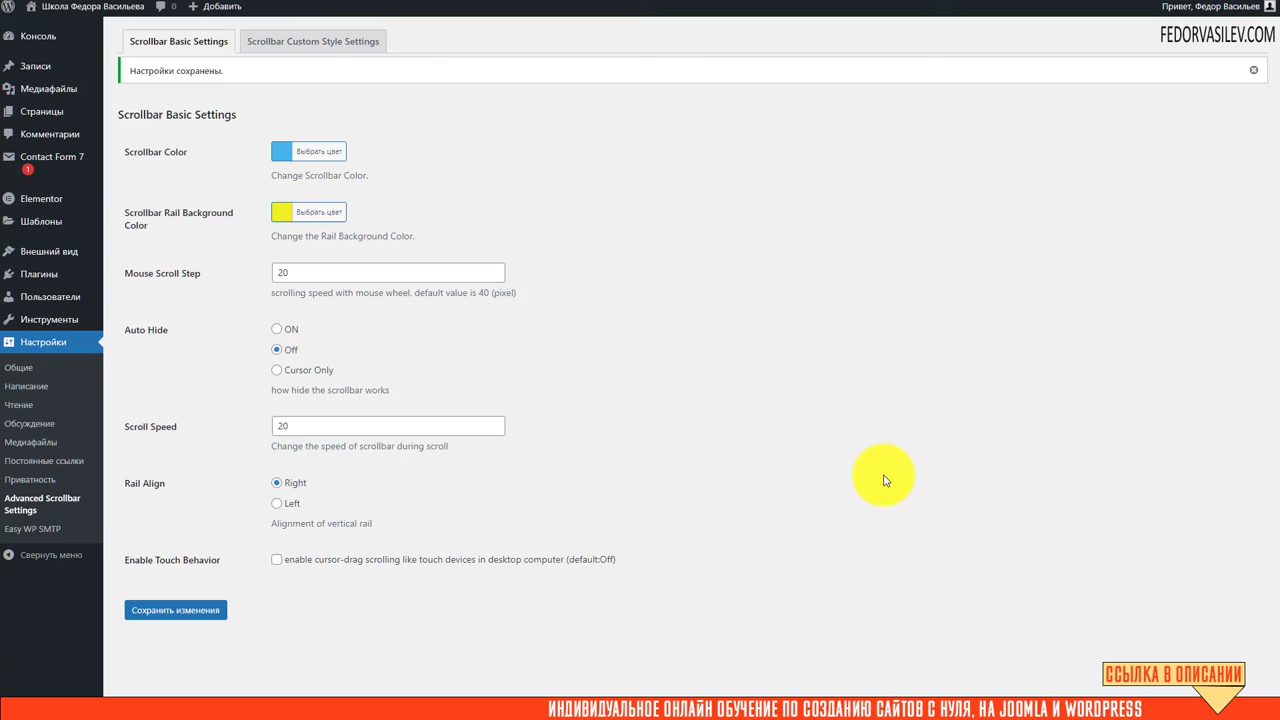 Школа Федора Васильева
0
Добавить
Привет, Федор Васильев
FEDORVASILEV.COM
Консоль
Записи
Медиафайлы
Страницы
Комментарии
Contact Form 7
1
Elementor
Шаблоны
Внешний вид
Плагины
Пользователи
Инструменты
Настройки
Общие
Написание
Чтение
Обсуждение
Медиафайлы
Постоянные ссылки
Приватность
Advanced Scrollbar
Settings
Easy WP SMTP
Свернуть меню
Scrollbar Basic Settings
Scrollbar Custom Style Settings
Настройки сохранены.
Scrollbar Basic Settings
Scrollbar Color
Выбрать цвет
Change Scrollbar Color.
Scrollbar Rail Background
Color
Выбрать цвет
Change the Rail Background Color.
Mouse Scroll Step
20
scrolling speed with mouse wheel, default value is 40 (pixel)
Auto Hide
ON
Off
Cursor Only
how hide the scrollbar works
Scroll Speed
20
Change the speed of scrollbar during scroll
Rail Align
Right
Left
Alignment of vertical rail
Enable Touch Behavior
enable cursor-drag scrolling like touch devices in desktop computer (default:Off)
Сохранить изменения
ССЫЛКА В ОПИСАНИИ
ИНДИВИДУАЛЬНОЕ ОНЛАЙН ОБУЧЕНИЕ ПО СОЗДАНИЮ САЙТОВ С НУЛЯ, НА JOOMLA И WORDPRESS